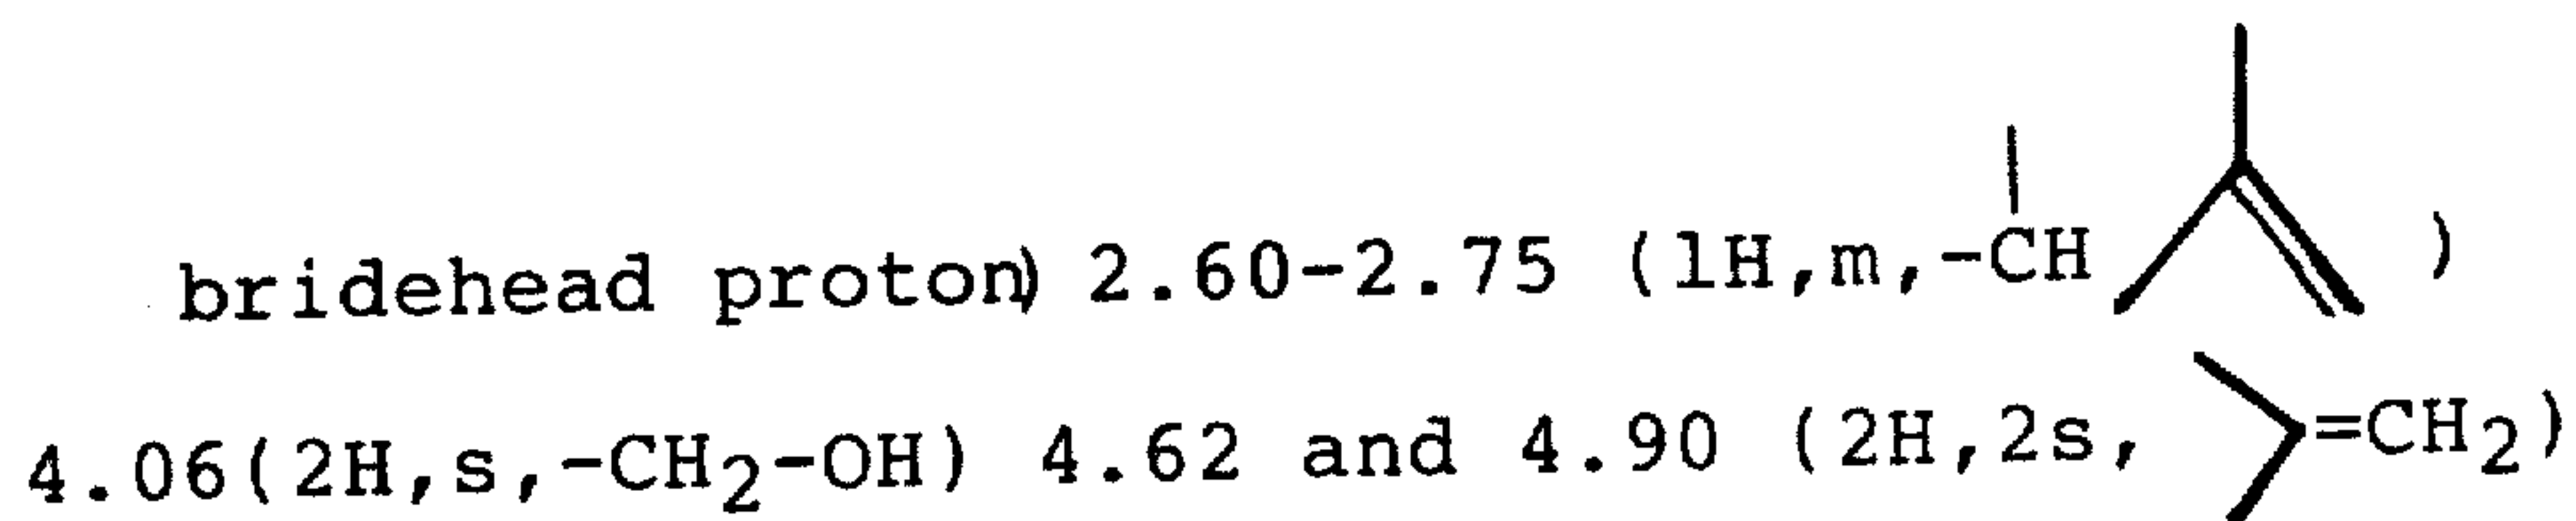 bridehead proton) 2.60-2.75 (1H,m,-CH )
4.06(2H,s,-CH₂-OH) 4.62 and 4.90 (2H,2s, =CH₂)